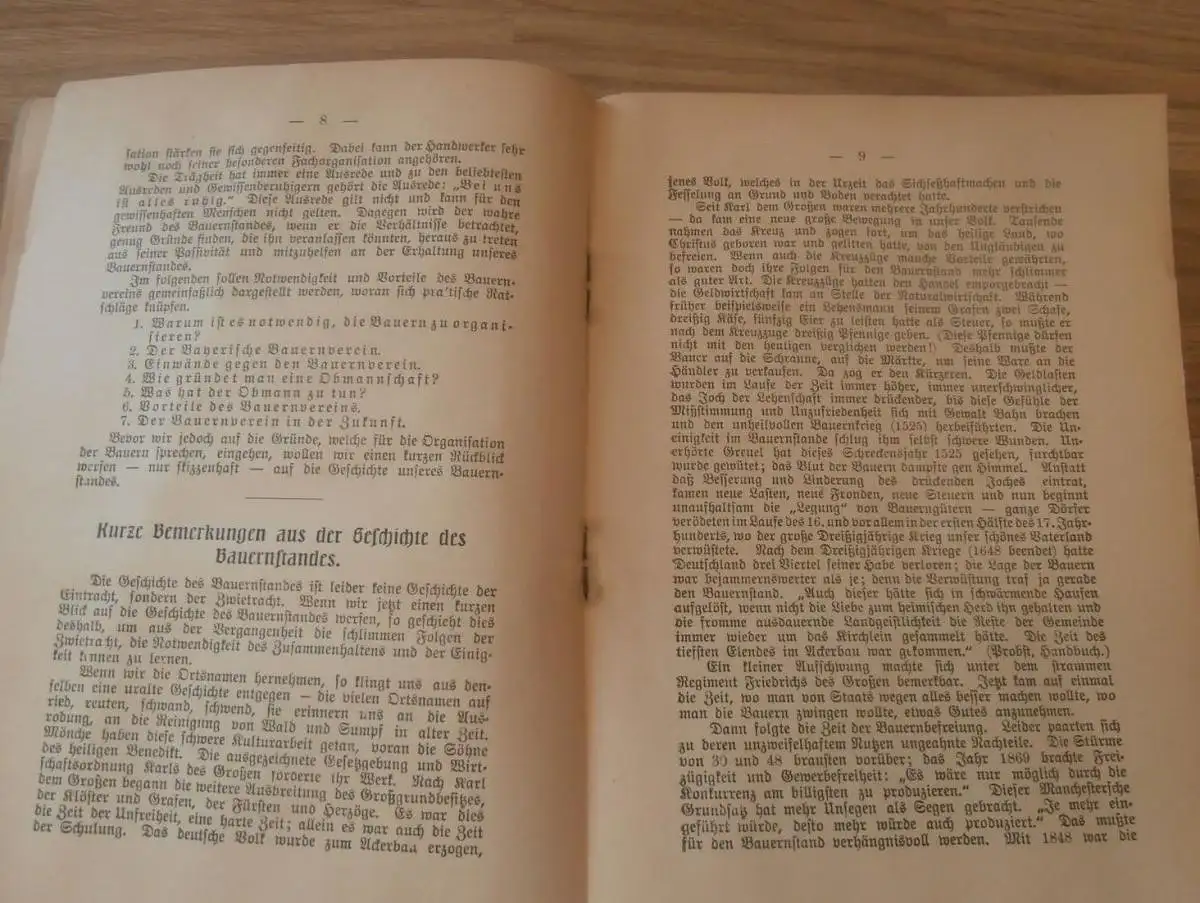 — 8 —
sation stärken sie sich gegenseitig. Dabei kann der Handwerker sehr
wohl noch seiner besonderen Fachorganisation angehören.
Die Trägheit hat immer eine Ausrede und zu den beliebtesten
Ausreden und Gewissenberuhigern gehört die Ausrede: „Bei uns
ist alles ruhig.“ Diese Ausrede gilt nicht und kann für den
gewissenhaften Menschen nicht gelten. Dagegen wird der wahre
Freund des Bauernstandes, wenn er die Verhältnisse betrachtet,
genug Gründe finden, die ihn veranlassen könnten, heraus zu treten
aus seiner Passivität und mitzuhelfen an der Erhaltung unseres
Bauernstandes.
Im folgenden sollen Notwendigkeit und Vorteile des Bauern-
vereins gemeinfaßlich dargestellt werden, woran sich pra'tische Rat-
schläge knüpfen.
1. Warum ist es notwendig, die Bauern zu organi-
sieren?
2. Der Bayerische Bauernverein.
3. Einwände gegen den Bauernverein.
4. Wie gründet man eine Obmannschaft?
5. Was hat der Obmann zu tun?
6. Vorteile des Bauernvereins.
7. Der Bauernverein in der Zukunft.
Bevor wir jedoch auf die Gründe, welche für die Organisation
der Bauern sprechen, eingehen, wollen wir einen kurzen Rückblick
werfen — nur skizzenhaft — auf die Geschichte unseres Bauern-
standes.
Kurze Bemerkungen aus der Geschichte des
Bauernstandes.
Die Geschichte des Bauernstandes ist leider keine Geschichte der
Eintracht, sondern der Zwietracht. Wenn wir jetzt einen kurzen
Blick auf die Geschichte des Bauernstandes werfen, so geschieht dies
deshalb, um aus der Vergangenheit die schlimmen Folgen der
Zwietracht, die Notwendigkeit des Zusammenhaltens und der Einig-
keit kennen zu lernen.
Wenn wir die Ortsnamen hernehmen, so klingt uns aus den-
selben eine uralte Geschichte entgegen — die vielen Ortsnamen auf
ried, reuten, schwand, schwend, sie erinnern uns an die Aus-
rodung, an die Reinigung von Wald und Sumpf in alter Zeit.
Mönche haben diese schwere Kulturarbeit getan, voran die Söhne
des heiligen Benedikt. Die ausgezeichnete Gesetzgebung und Wirt-
schaftsordnung Karls des Großen förderte ihr Werk. Nach Karl
dem Großen begann die weitere Ausbreitung des Großgrundbesitzes,
der Klöster und Grafen, der Fürsten und Herzöge. Es war dies
die Zeit der Unfreiheit, eine harte Zeit; allein es war auch die Zeit
der Schulung. Das deutsche Volk wurde zum Ackerbau erzogen,
— 9 —
jenes Volk, welches in der Urzeit das Sichseßhaftmachen und die
Fesselung an Grund und Boden verachtet hatte.
Seit Karl dem Großen waren mehrere Jahrhunderte verstrichen
— da kam eine neue große Bewegung in unser Volk. Tausende
nahmen das Kreuz und zogen fort, um das heilige Land, wo
Christus geboren war und gelitten hatte, von den Ungläubigen zu
befreien. Wenn auch die Kreuzzüge manche Vorteile gewährten,
so waren doch ihre Folgen für den Bauernstand mehr schlimmer
als guter Art. Die Kreuzzüge hatten den Handel emporgebracht —
die Geldwirtschaft kam an Stelle der Naturalwirtschaft. Während
früher beispielsweise ein Lehensmann seinem Grafen zwei Schafe,
dreißig Käse, fünfzig Eier zu leisten hatte als Steuer, so mußte er
nach dem Kreuzzuge dreißig Pfennige geben. (Diese Pfennige dürfen
nicht mit den heutigen verglichen werden!) Deshalb mußte der
Bauer auf die Schranne, auf die Märkte, um seine Ware an die
Händler zu verkaufen. Da zog er den Kürzeren. Die Geldlasten
wurden im Laufe der Zeit immer höher, immer unerschwinglicher,
das Joch der Lehenschaft immer drückender, bis diese Gefühle der
Mißstimmung und Unzufriedenheit sich mit Gewalt Bahn brachen
und den unheilvollen Bauernkrieg (1525) herbeiführten. Die Un-
einigkeit im Bauernstande schlug ihm selbst schwere Wunden. Un-
erhörte Greuel hat dieses Schreckensjahr 1525 gesehen, furchtbar
wurde gewütet; das Blut der Bauern dampfte gen Himmel. Anstatt
daß Besserung und Linderung des drückenden Joches eintrat,
kamen neue Lasten, neue Fronden, neue Steuern und nun beginnt
unaufhaltsam die „Legung“ von Bauerngütern — ganze Dörfer
verödeten im Laufe des 16. und vor allem in der ersten Hälfte des 17. Jahr-
hunderts, wo der große Dreißigjährige Krieg unser schönes Vaterland
verwüstete. Nach dem Dreißigjährigen Kriege (1648 beendet) hatte
Deutschland drei Viertel seiner Habe verloren; die Lage der Bauern
war bejammernswerter als je; denn die Verwüstung traf ja gerade
den Bauernstand. „Auch dieser hätte sich in schwärmende Haufen
aufgelöst, wenn nicht die Liebe zum heimischen Herd ihn gehalten und
die fromme ausdauernde Landgeistlichkeit die Reste der Gemeinde
immer wieder um das Kirchlein gesammelt hätte. Die Zeit des
tiefsten Elendes im Ackerbau war gekommen.“ (Probst, Handbuch.)
Ein kleiner Aufschwung machte sich unter dem strammen
Regiment Friedrichs des Großen bemerkbar. Jetzt kam auf einmal
die Zeit, wo man von Staats wegen alles besser machen wollte, wo
man die Bauern zwingen wollte, etwas Gutes anzunehmen.
Dann folgte die Zeit der Bauernbefreiung. Leider paarten sich
zu deren unzweifelhaftem Nutzen ungeahnte Nachteile. Die Stürme
von 30 und 48 brausten vorüber; das Jahr 1869 brachte Frei-
zügigkeit und Gewerbefreiheit: „Es wäre nur möglich durch die
Konkurrenz am billigsten zu produzieren.“ Dieser Manchestersche
Grundsatz hat mehr Unsegen als Segen gebracht. „Je mehr ein-
geführt würde, desto mehr würde auch produziert.“ Das mußte
für den Bauernstand verhängnisvoll werden. Mit 1848 war die